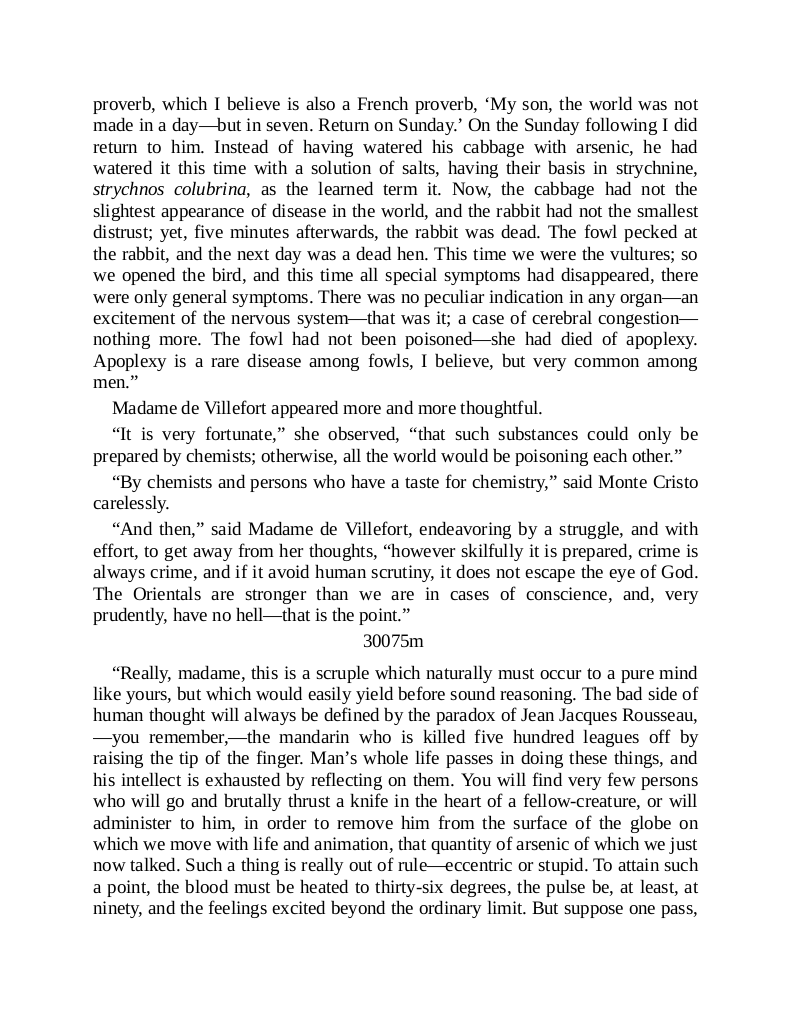 proverb, which I believe is also a French proverb, ‘My son, the world was not
made in a day—but in seven. Return on Sunday.’ On the Sunday following I did
return to him. Instead of having watered his cabbage with arsenic, he had
watered it this time with a solution of salts, having their basis in strychnine,
strychnos colubrina, as the learned term it. Now, the cabbage had not the
slightest appearance of disease in the world, and the rabbit had not the smallest
distrust; yet, five minutes afterwards, the rabbit was dead. The fowl pecked at
the rabbit, and the next day was a dead hen. This time we were the vultures; so
we opened the bird, and this time all special symptoms had disappeared, there
were only general symptoms. There was no peculiar indication in any organ—an
excitement of the nervous system—that was it; a case of cerebral congestion—
nothing more. The fowl had not been poisoned—she had died of apoplexy.
Apoplexy is a rare disease among fowls, I believe, but very common among
men.”
Madame de Villefort appeared more and more thoughtful.
“It is very fortunate,” she observed, “that such substances could only be
prepared by chemists; otherwise, all the world would be poisoning each other.”
“By chemists and persons who have a taste for chemistry,” said Monte Cristo
carelessly.
“And then,” said Madame de Villefort, endeavoring by a struggle, and with
effort, to get away from her thoughts, “however skilfully it is prepared, crime is
always crime, and if it avoid human scrutiny, it does not escape the eye of God.
The Orientals are stronger than we are in cases of conscience, and, very
prudently, have no hell—that is the point.”
30075m
“Really, madame, this is a scruple which naturally must occur to a pure mind
like yours, but which would easily yield before sound reasoning. The bad side of
human thought will always be defined by the paradox of Jean Jacques Rousseau,
—you remember,—the mandarin who is killed five hundred leagues off by
raising the tip of the finger. Man’s whole life passes in doing these things, and
his intellect is exhausted by reflecting on them. You will find very few persons
who will go and brutally thrust a knife in the heart of a fellow-creature, or will
administer to him, in order to remove him from the surface of the globe on
which we move with life and animation, that quantity of arsenic of which we just
now talked. Such a thing is really out of rule—eccentric or stupid. To attain such
a point, the blood must be heated to thirty-six degrees, the pulse be, at least, at
ninety, and the feelings excited beyond the ordinary limit. But suppose one pass,